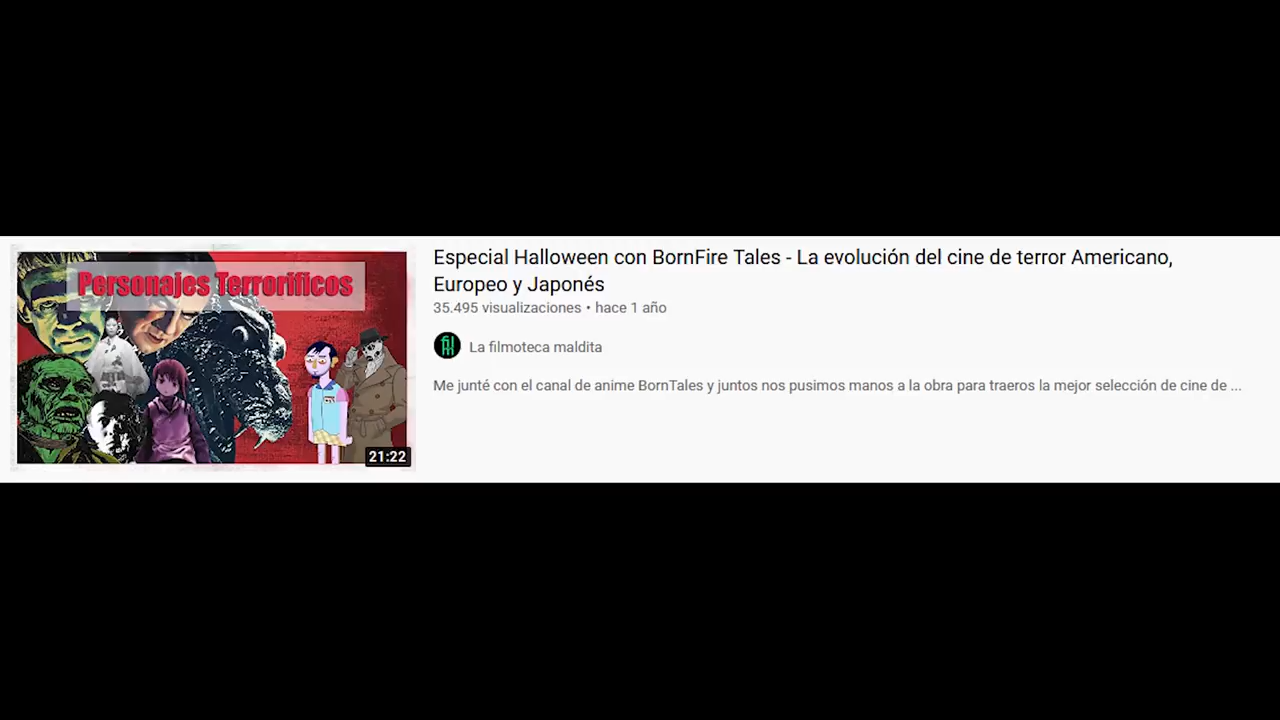 Personajes Terroríficos
21:22
Especial Halloween con BornFire Tales - La evolución del cine de terror Americano,
Europeo y Japonés
35.495 visualizaciones • hace 1 año
La filmoteca maldita
Me junté con el canal de anime BornTales y juntos nos pusimos manos a la obra para traeros la mejor selección de cine de ...